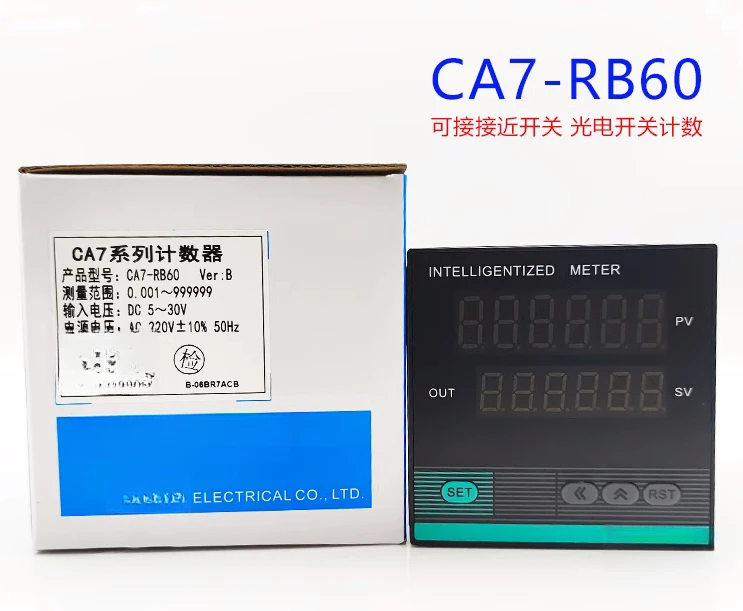 CA7-RB60
可接接近开关 光电开关计数
CA7系列计数器
产品型号: CA7-RB60 Ver:B
测量范围: 0.001~999999
输入电压: DC 5~30V
电源电压: AC 220V±10% 50Hz
检
B-06BR7ACB
ELECTRICAL CO., LTD.
INTELLIGENTIZED METER
PV
OUT
SV
SET
RST